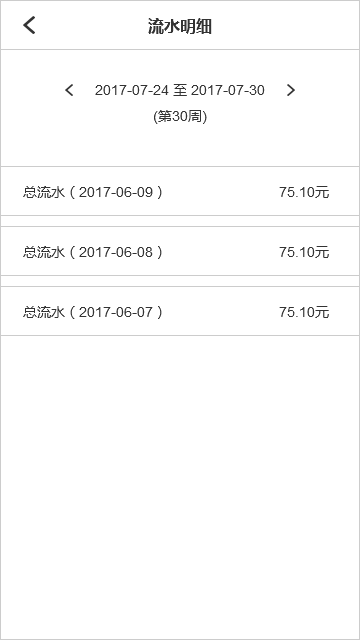 流水明细
2017-07-24 至 2017-07-30
(第30周)
总流水 ( 2017-06-09 ) 75.10元
总流水 ( 2017-06-08 ) 75.10元
总流水 ( 2017-06-07 ) 75.10元